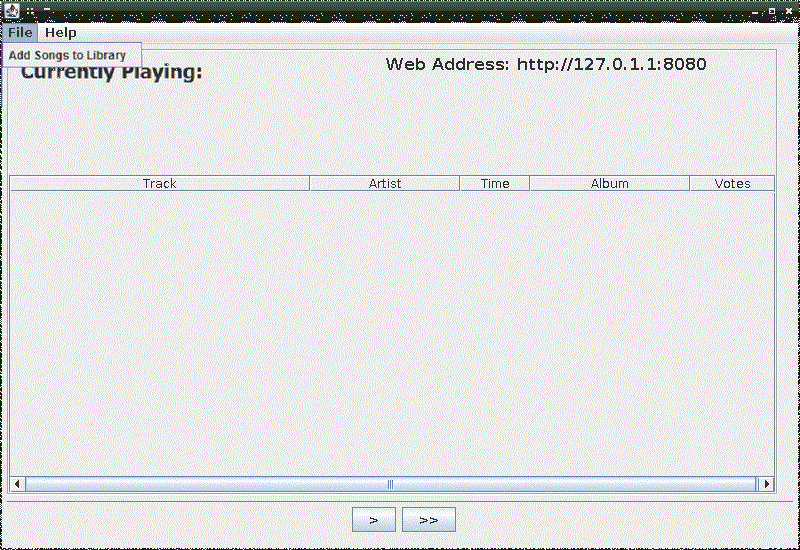 File Help
Add Songs to Library
Currently Playing:
Web Address: http://127.0.1.1:8080
Track Artist Time Album Votes
> >>